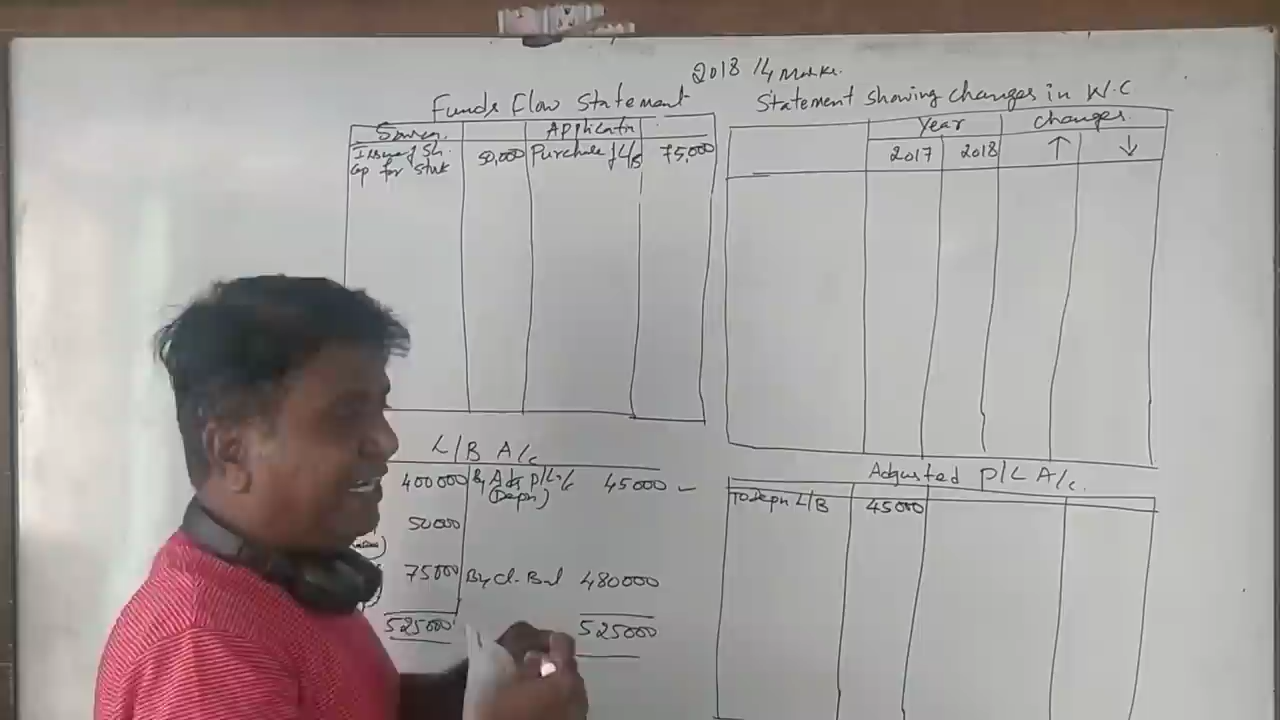 2018 14 Marks.
Funds Flow Statement
Sources Applicatn
Issue of Sh. 50,000 Purchase of L/B 75,000
Cap for Stock
Statement Showing Changes in W.C
Year Changes
2017 2018 ↑ ↓
L/B A/c
400000 By Adj P/L A/c 45000
(Depn)
50000
75000 By Cl. Bal 480000
525000 525000
Adjusted P/L A/c.
To Depn L/B 45000